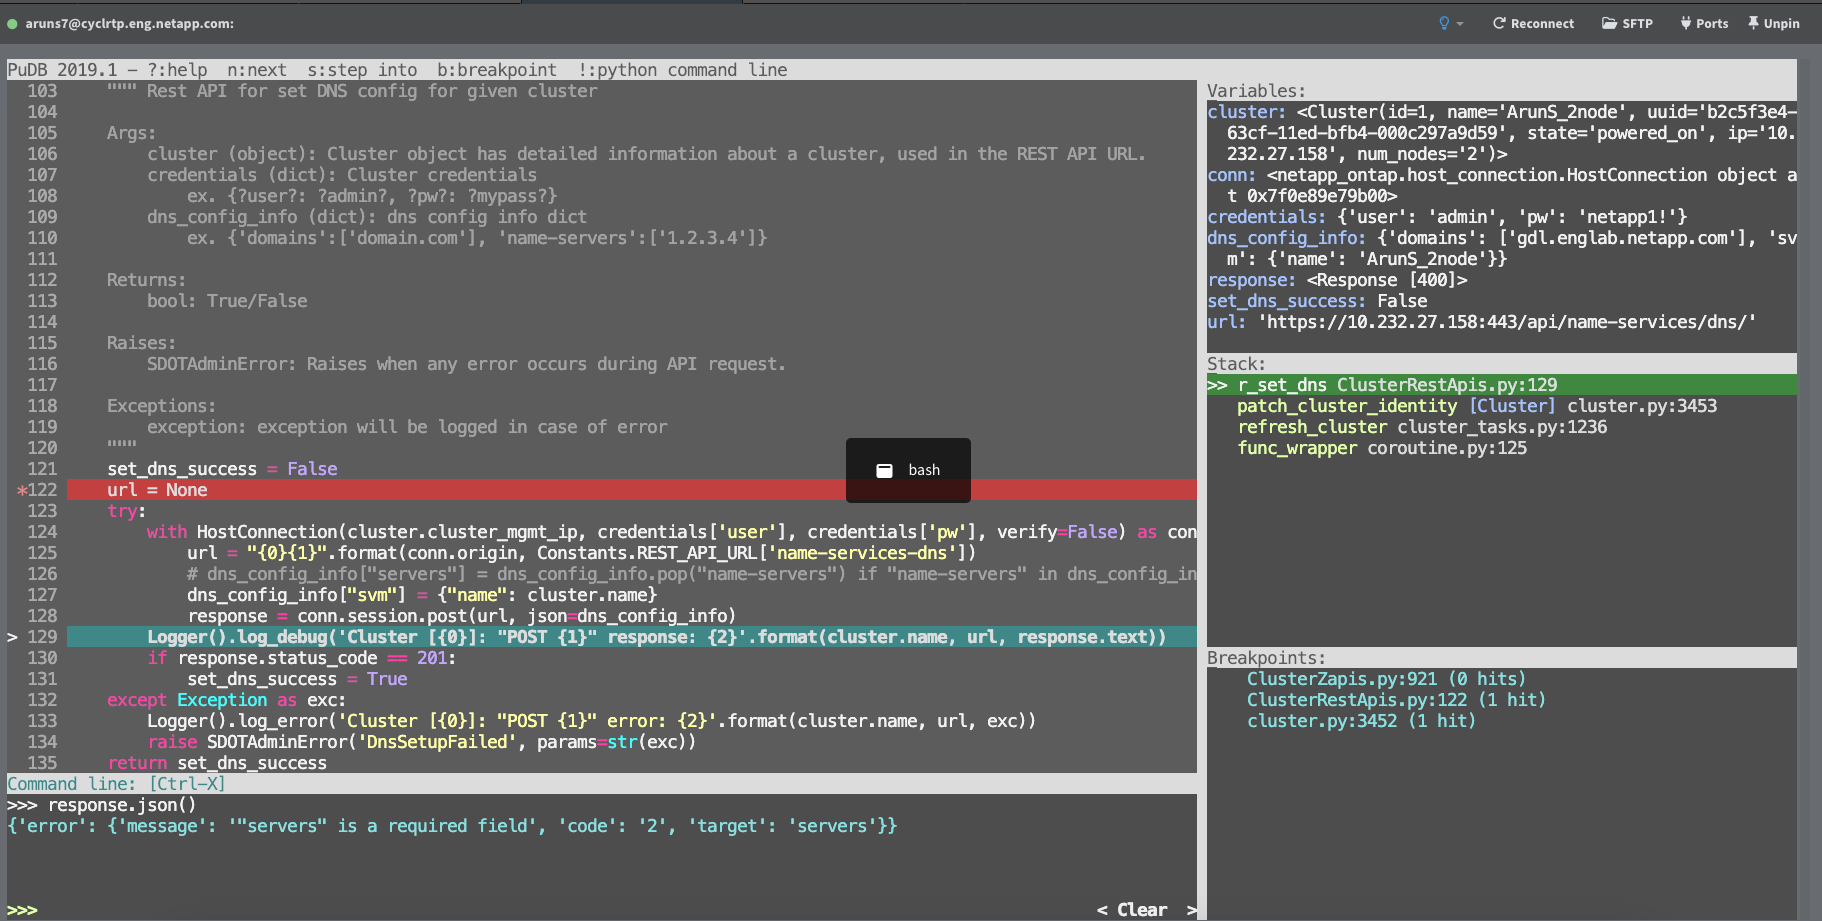 aruns7@cyclrtp.eng.netapp.com:
Reconnect
SFTP
Ports
Unpin
PuDB 2019.1 - ?:help  n:next  s:step into  b:breakpoint  !:python command line
103     """ Rest API for set DNS config for given cluster
104
105     Args:
106         cluster (object): Cluster object has detailed information about a cluster, used in the REST API URL.
107         credentials (dict): Cluster credentials
108             ex. {?user?: ?admin?, ?pw?: ?mypass?}
109         dns_config_info (dict): dns config info dict
110             ex. {'domains':['domain.com'], 'name-servers':['1.2.3.4']}
111
112     Returns:
113         bool: True/False
114
115     Raises:
116         SDOTAdminError: Raises when any error occurs during API request.
117
118     Exceptions:
119         exception: exception will be logged in case of error
120     """
121     set_dns_success = False
*122     url = None
123     try:
124         with HostConnection(cluster.cluster_mgmt_ip, credentials['user'], credentials['pw'], verify=False) as con
125             url = "{0}{1}".format(conn.origin, Constants.REST_API_URL['name-services-dns'])
126             # dns_config_info["servers"] = dns_config_info.pop("name-servers") if "name-servers" in dns_config_in
127             dns_config_info["svm"] = {"name": cluster.name}
128             response = conn.session.post(url, json=dns_config_info)
> 129         Logger().log_debug('Cluster [{0}]: "POST {1}" response: {2}'.format(cluster.name, url, response.text))
130         if response.status_code == 201:
131             set_dns_success = True
132     except Exception as exc:
133         Logger().log_error('Cluster [{0}]: "POST {1}" error: {2}'.format(cluster.name, url, exc))
134         raise SDOTAdminError('DnsSetupFailed', params=str(exc))
135     return set_dns_success
bash
Command line: [Ctrl-X]
>>> response.json()
{'error': {'message': '"servers" is a required field', 'code': '2', 'target': 'servers'}}
>>>
< Clear  >
Variables:
cluster: <Cluster(id=1, name='ArunS_2node', uuid='b2c5f3e4-
63cf-11ed-bfb4-000c297a9d59', state='powered_on', ip='10.
232.27.158', num_nodes='2')>
conn: <netapp_ontap.host_connection.HostConnection object a
t 0x7f0e89e79b00>
credentials: {'user': 'admin', 'pw': 'netapp1!'}
dns_config_info: {'domains': ['gdl.englab.netapp.com'], 'sv
m': {'name': 'ArunS_2node'}}
response: <Response [400]>
set_dns_success: False
url: 'https://10.232.27.158:443/api/name-services/dns/'
Stack:
>> r_set_dns ClusterRestApis.py:129
patch_cluster_identity [Cluster] cluster.py:3453
refresh_cluster cluster_tasks.py:1236
func_wrapper coroutine.py:125
Breakpoints:
ClusterZapis.py:921 (0 hits)
ClusterRestApis.py:122 (1 hit)
cluster.py:3452 (1 hit)